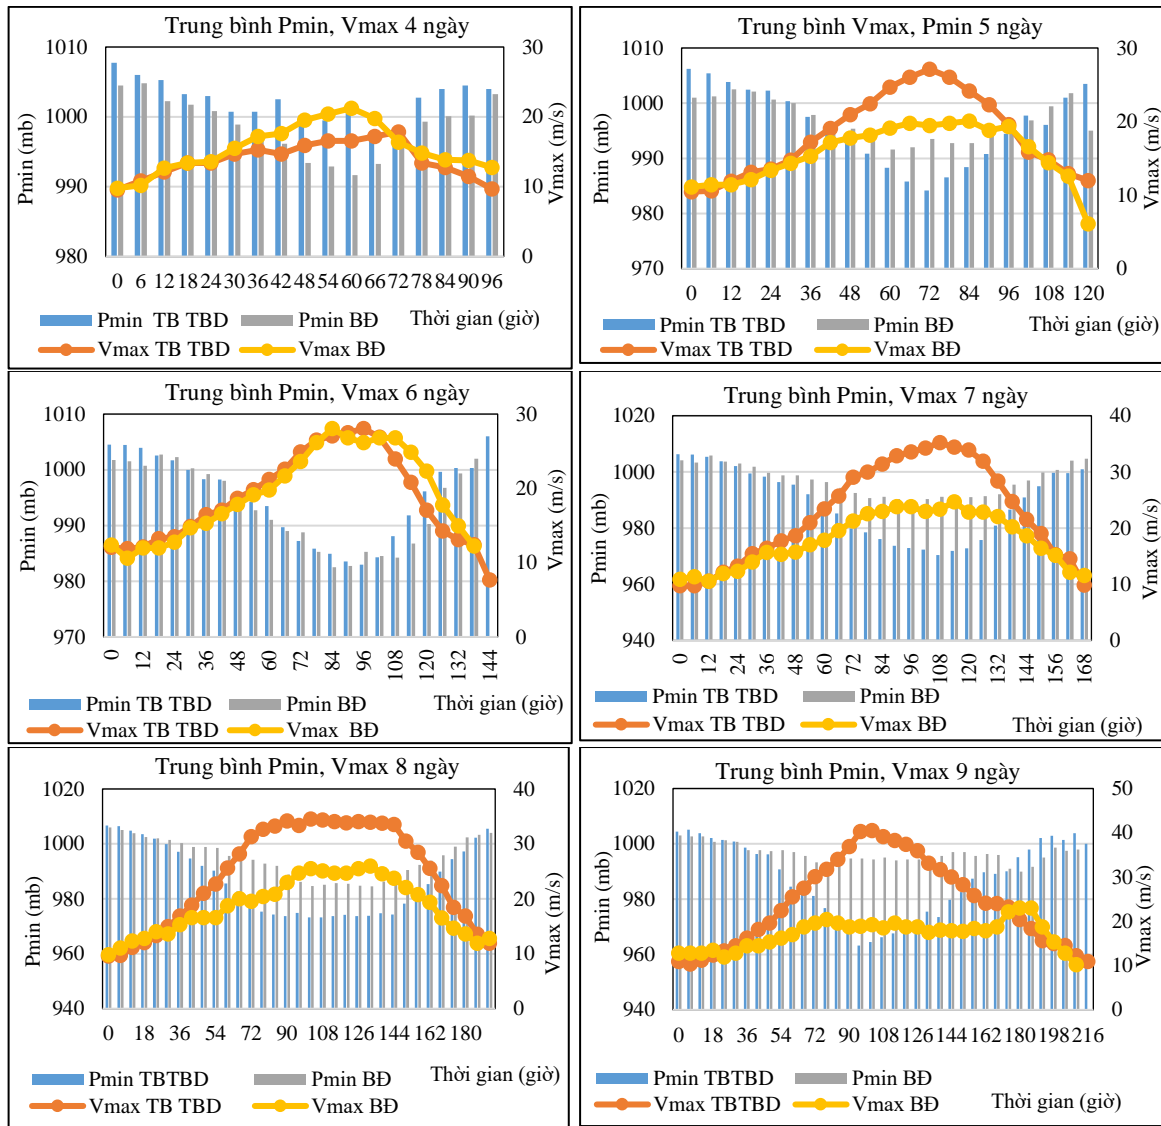 Trung bình Pmin, Vmax 4 ngày
1010
1000
990
980
Pmin (mb)
30
20
10
0
Vmax (m/s)
0 6 12 18 24 30 36 42 48 54 60 66 72 78 84 90 96
Pmin TB TBD
Pmin BĐ
Thời gian (giờ)
Vmax TB TBD
Vmax BĐ
Trung bình Vmax, Pmin 5 ngày
1010
1000
990
980
970
Pmin (mb)
30
20
10
0
Vmax (m/s)
0 12 24 36 48 60 72 84 96 108 120
Pmin TB TBD
Pmin BĐ
Thời gian (giờ)
Vmax TB TBD
Vmax BĐ
Trung bình Pmin, Vmax 6 ngày
1010
1000
990
980
970
Pmin (mb)
30
20
10
0
Vmax (m/s)
0 12 24 36 48 60 72 84 96 108 120 132 144
Pmin TB TBD
Pmin BĐ
Thời gian (giờ)
Vmax TB TBD
Vmax BĐ
Trung bình Pmin, Vmax 7 ngày
1020
1000
980
960
940
Pmin (mb)
40
30
20
10
0
Vmax (m/s)
0 12 24 36 48 60 72 84 96 108 120 132 144 156 168
Pmin TB TBD
Pmin BĐ
Vmax TB TBD
Vmax BĐ
Thời gian (giờ)
Trung bình Pmin, Vmax 8 ngày
1020
1000
980
960
940
Pmin (mb)
40
30
20
10
0
Vmax (m/s)
0 18 36 54 72 90 108 126 144 162 180
Pmin TBTBD
Pmin BĐ
Thời gian (giờ)
Vmax TB TBD
Vmax BĐ
Trung bình Pmin, Vmax 9 ngày
1020
1000
980
960
940
Pmin (mb)
50
40
30
20
10
0
Vmax (m/s)
0 18 36 54 72 90 108 126 144 162 180 198 216
Pmin TBTBD
Pmin BĐ
Vmax TBTBD
Vmax BĐ
Thời gian (giờ)